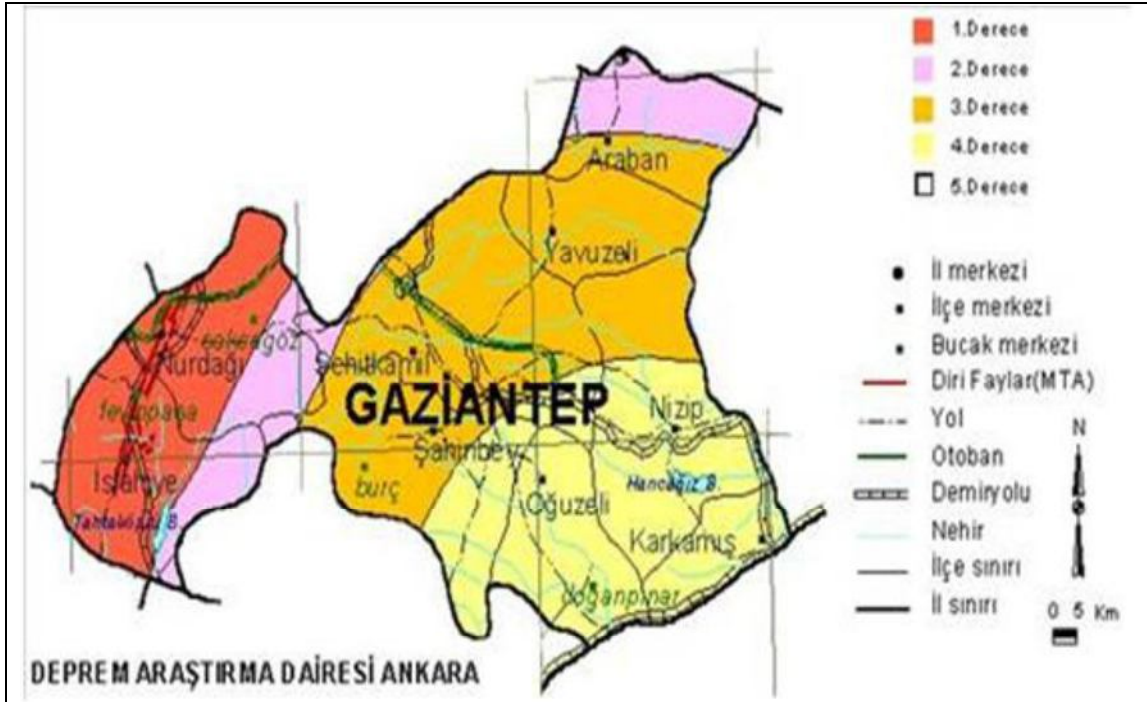 1.Derece
2.Derece
3.Derece
4.Derece
5.Derece
İl merkezi
İlçe merkezi
Bucak merkezi
Diri Faylar(MTA)
Yol
Otoban
Demiryolu
Nehir
İlçe sınırı
İl sınırı
N
0 5 Km
Araban
Yavuzeli
Nurdağı
Şehitkamil
GAZİANTEP
Nizip
Şahinbey
burç
Oğuzeli
Hancağız B.
Karkamış
doğanpınar
DEPREM ARAŞTIRMA DAİRESİ ANKARA